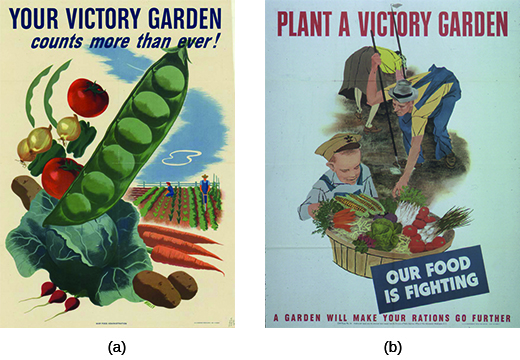 YOUR VICTORY GARDEN
counts more than ever!
(a)
PLANT A VICTORY GARDEN
OUR FOOD
IS FIGHTING
A GARDEN WILL MAKE YOUR RATIONS GO FURTHER
(b)